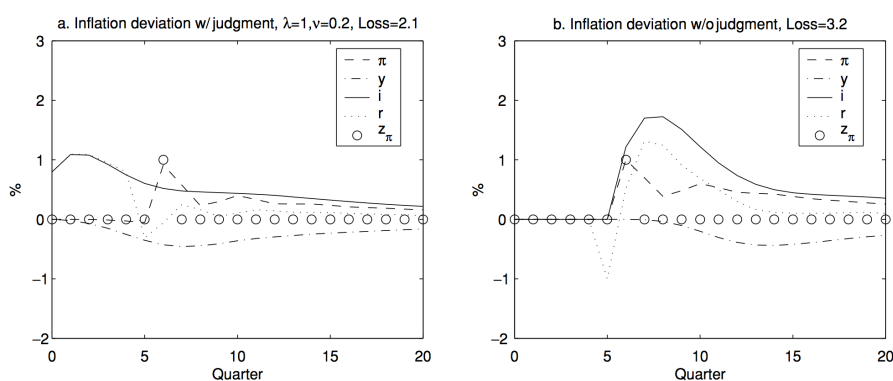 a. Inflation deviation w/ judgment, λ=1,ν=0.2, Loss=2.1
3
2
1
0
−1
−2
%
π
y
i
r
z_π
0 5 10 15 20
Quarter
b. Inflation deviation w/o judgment, Loss=3.2
3
2
1
0
−1
−2
%
π
y
i
r
z_π
0 5 10 15 20
Quarter